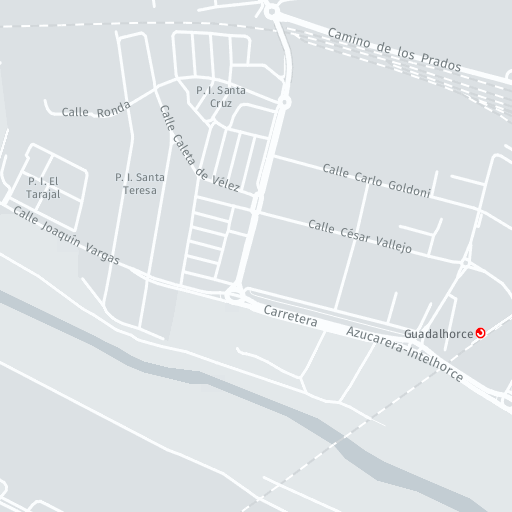 Camino de los Prados
P. I. Santa
Cruz
Calle Ronda
Calle Caleta de Vélez
Calle Carlo Goldoni
P. I. El
Tarajal
P. I. Santa
Teresa
Calle Joaquín Vargas
Calle César Vallejo
Carretera Azucarera-Intelhorce
Guadalhorce